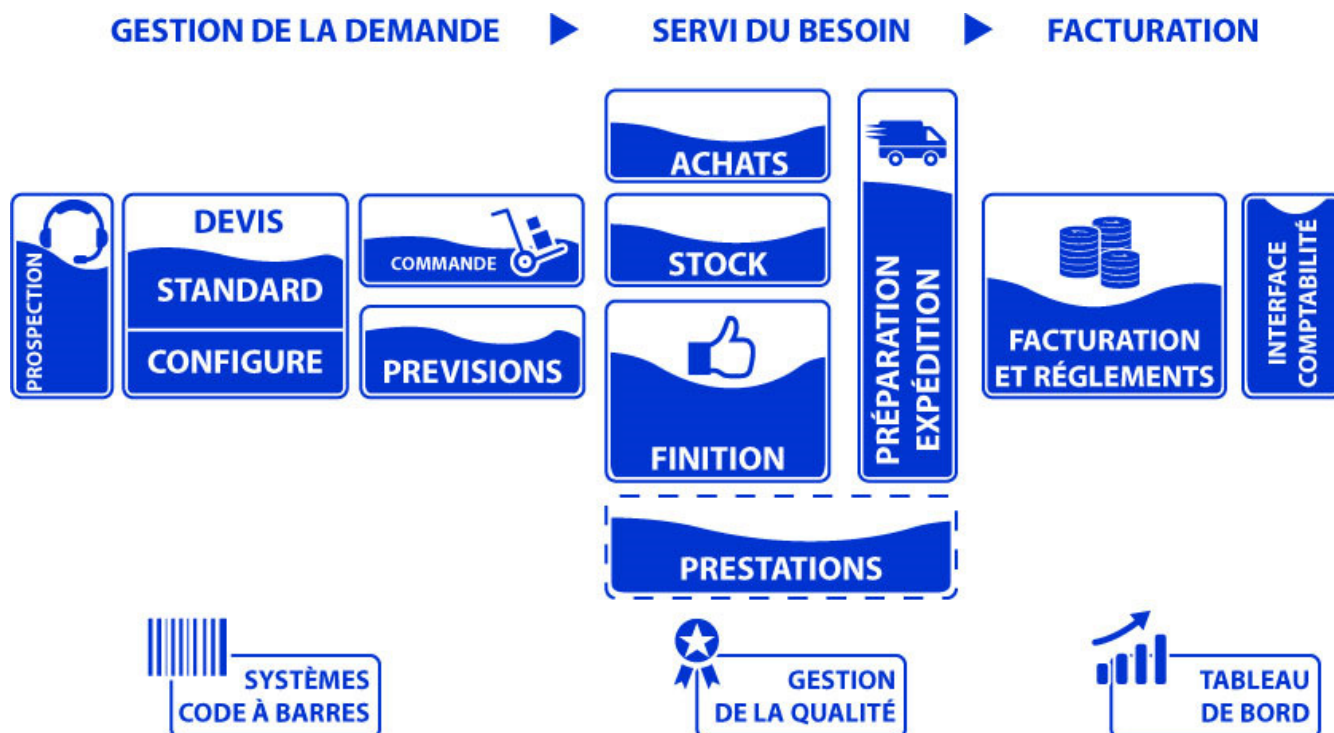 GESTION DE LA DEMANDE
SERVI DU BESOIN
FACTURATION
PROSPECTION
DEVIS
STANDARD
CONFIGURE
COMMANDE
PREVISIONS
ACHATS
STOCK
FINITION
PRÉPARATION
EXPÉDITION
PRESTATIONS
FACTURATION
ET RÉGLEMENTS
INTERFACE
COMPTABILITÉ
SYSTÈMES
CODE À BARRES
GESTION
DE LA QUALITÉ
TABLEAU
DE BORD